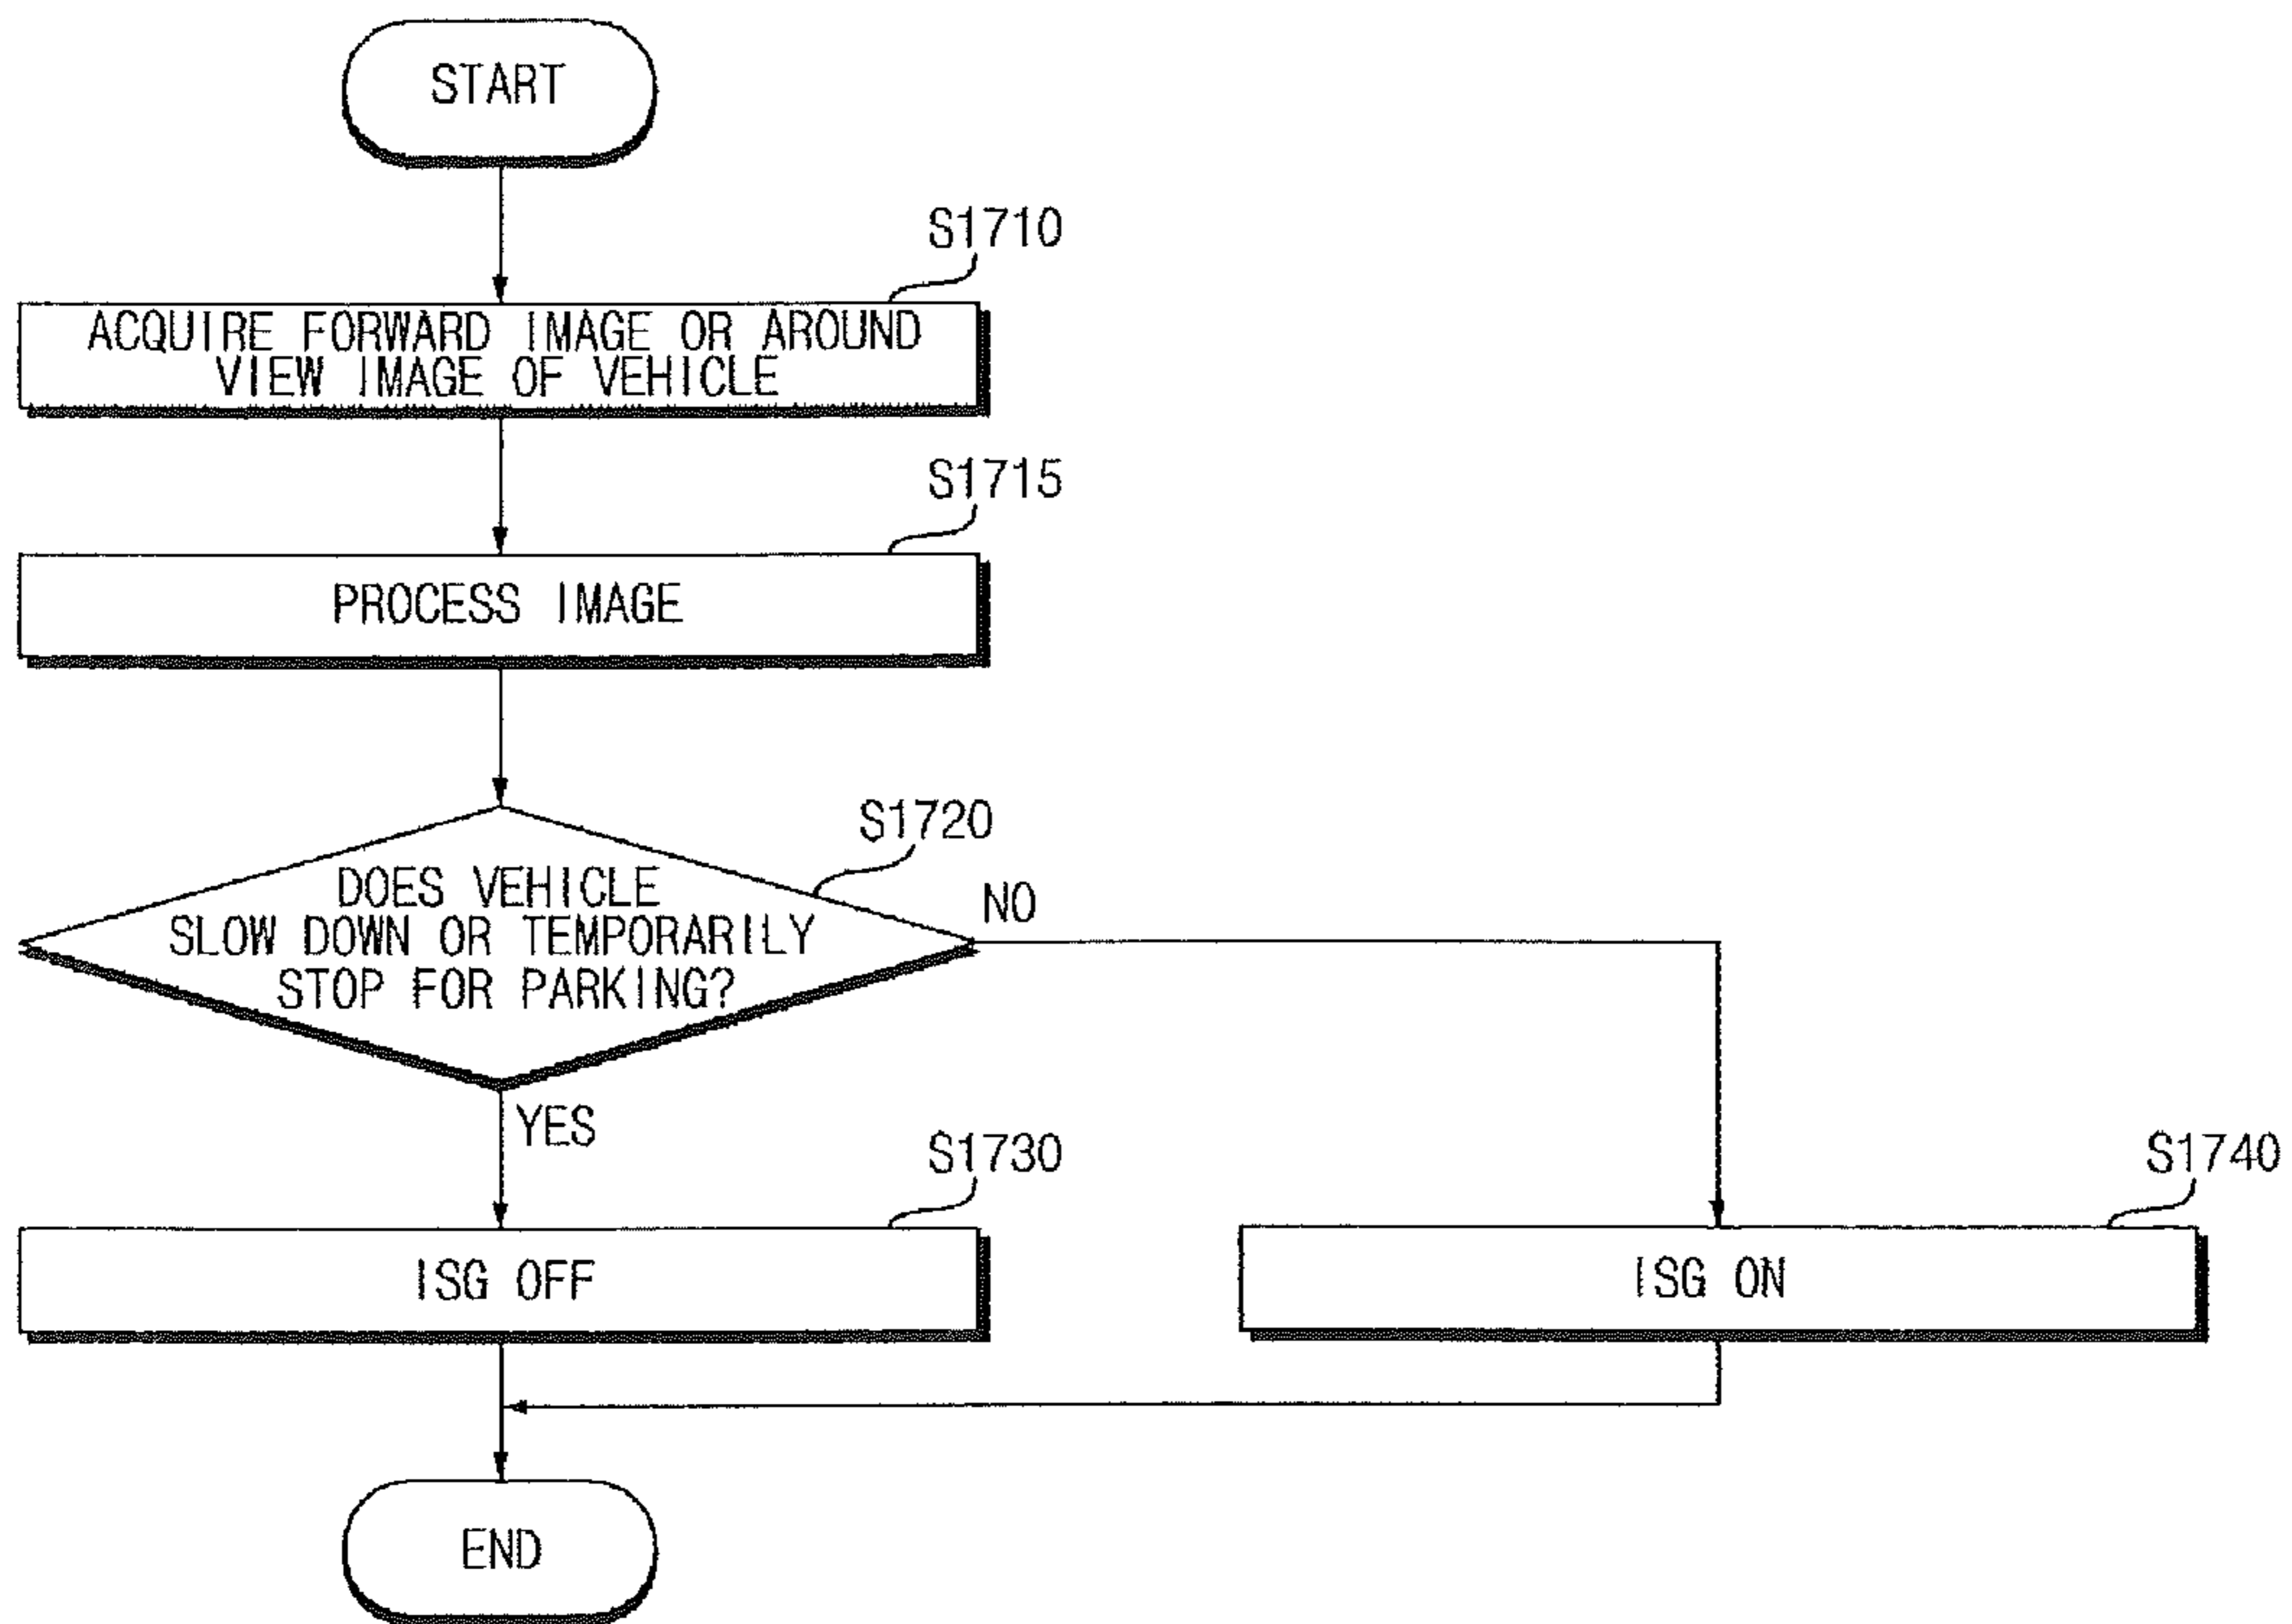 START
S1710
ACQUIRE FORWARD IMAGE OR AROUND
VIEW IMAGE OF VEHICLE
S1715
PROCESS IMAGE
S1720
DOES VEHICLE
SLOW DOWN OR TEMPORARILY
STOP FOR PARKING?
NO
YES
S1730
ISG OFF
S1740
ISG ON
END